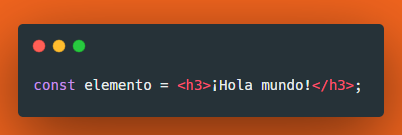 const elemento = <h3>¡Hola mundo!</h3>;